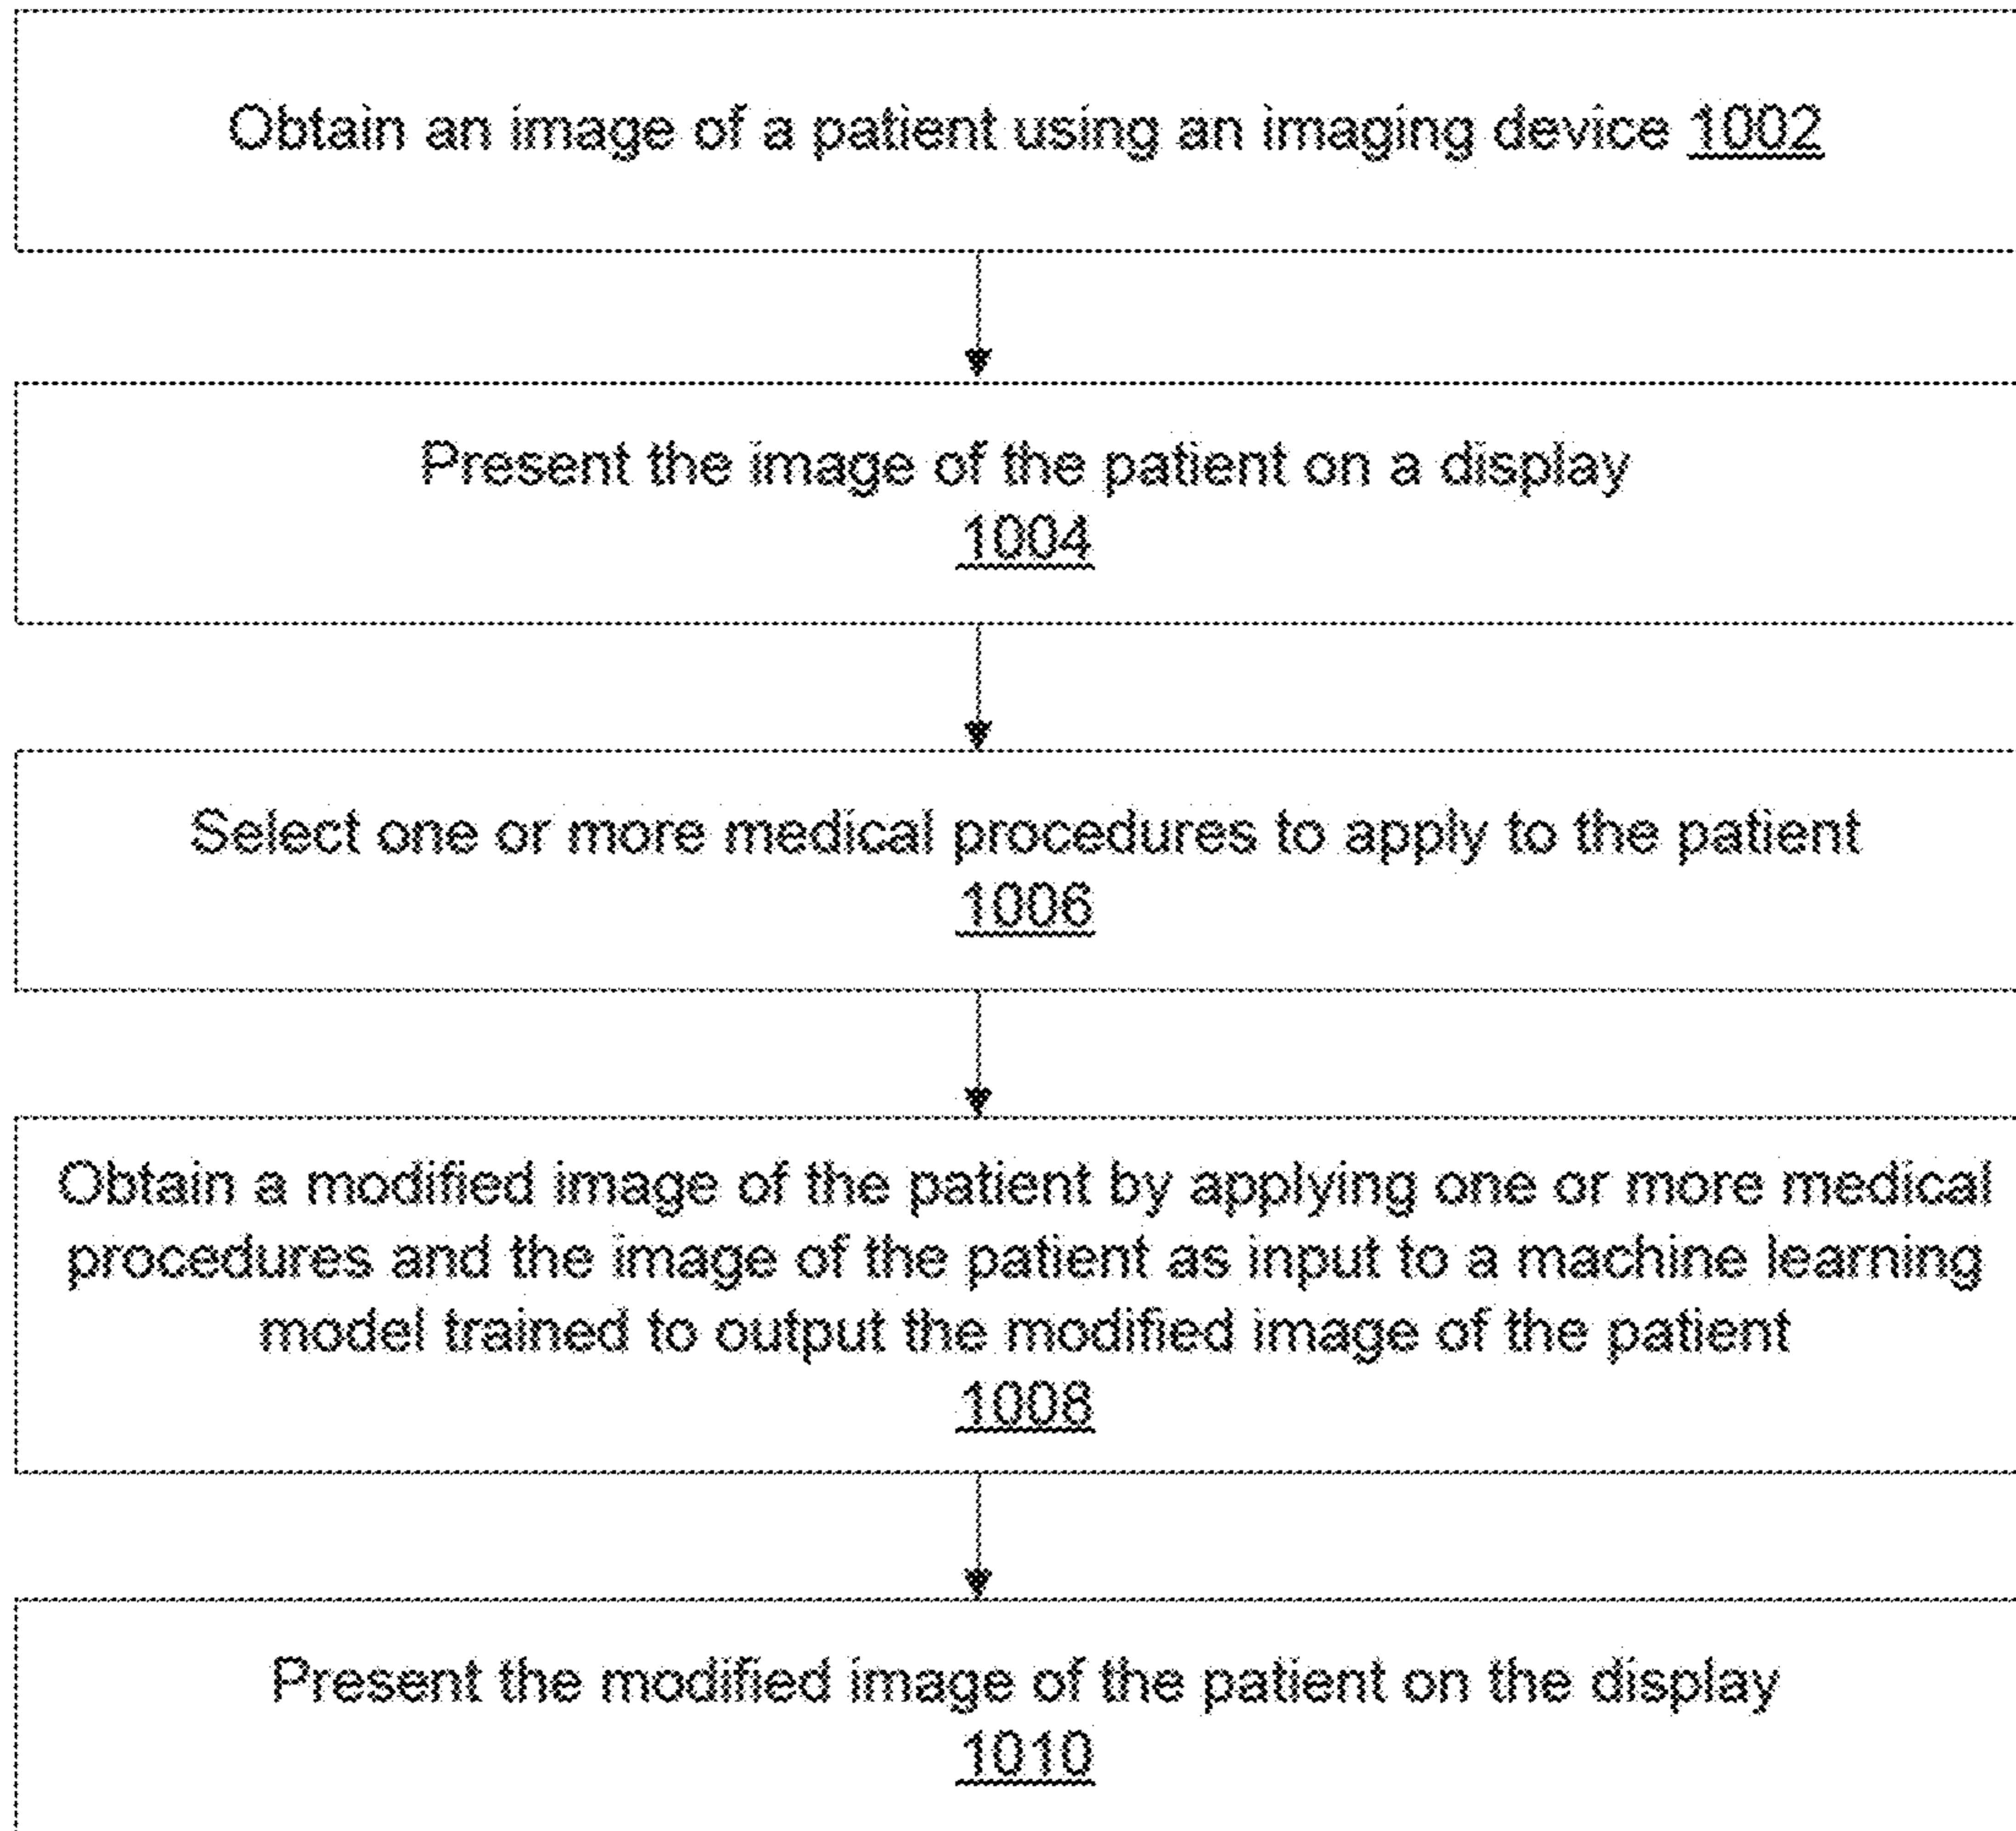 Obtain an image of a patient using an imaging device 1002
Present the image of the patient on a display
1004
Select one or more medical procedures to apply to the patient
1006
Obtain a modified image of the patient by applying one or more medical
procedures and the image of the patient as input to a machine learning
model trained to output the modified image of the patient
1008
Present the modified image of the patient on the display
1010